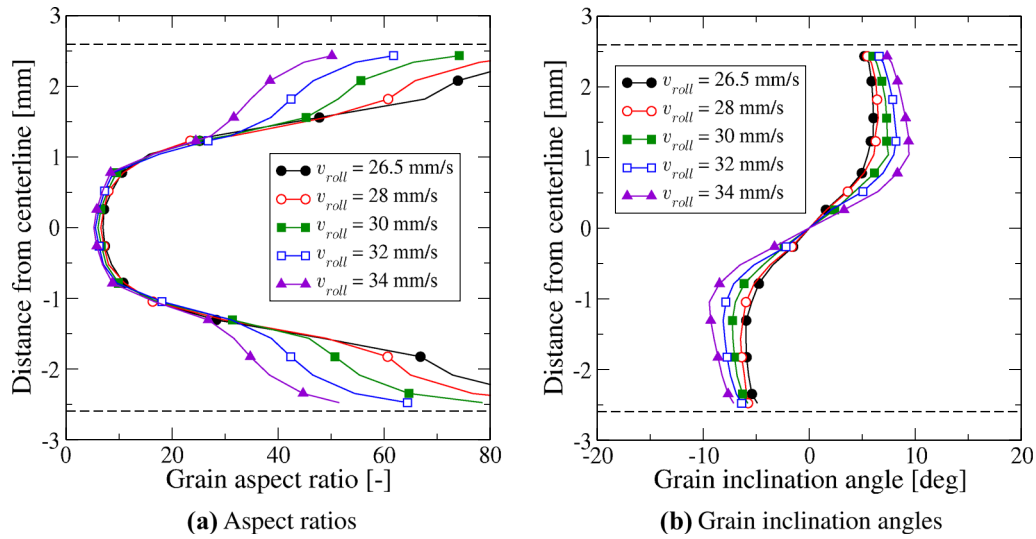 3
2
1
0
-1
-2
3
Distance from centerline [mm]
0
10
20
30
40
50
60
70
80
Grain aspect ratio [-]
v_roll = 26.5 mm/s
v_roll = 28 mm/s
v_roll = 30 mm/s
v_roll = 32 mm/s
v_roll = 34 mm/s
(a) Aspect ratios
3
2
1
0
-1
-2
-3
Distance from centerline [mm]
-20
-10
0
10
20
Grain inclination angle [deg]
v_roll = 26.5 mm/s
v_roll = 28 mm/s
v_roll = 30 mm/s
v_roll = 32 mm/s
v_roll = 34 mm/s
(b) Grain inclination angles